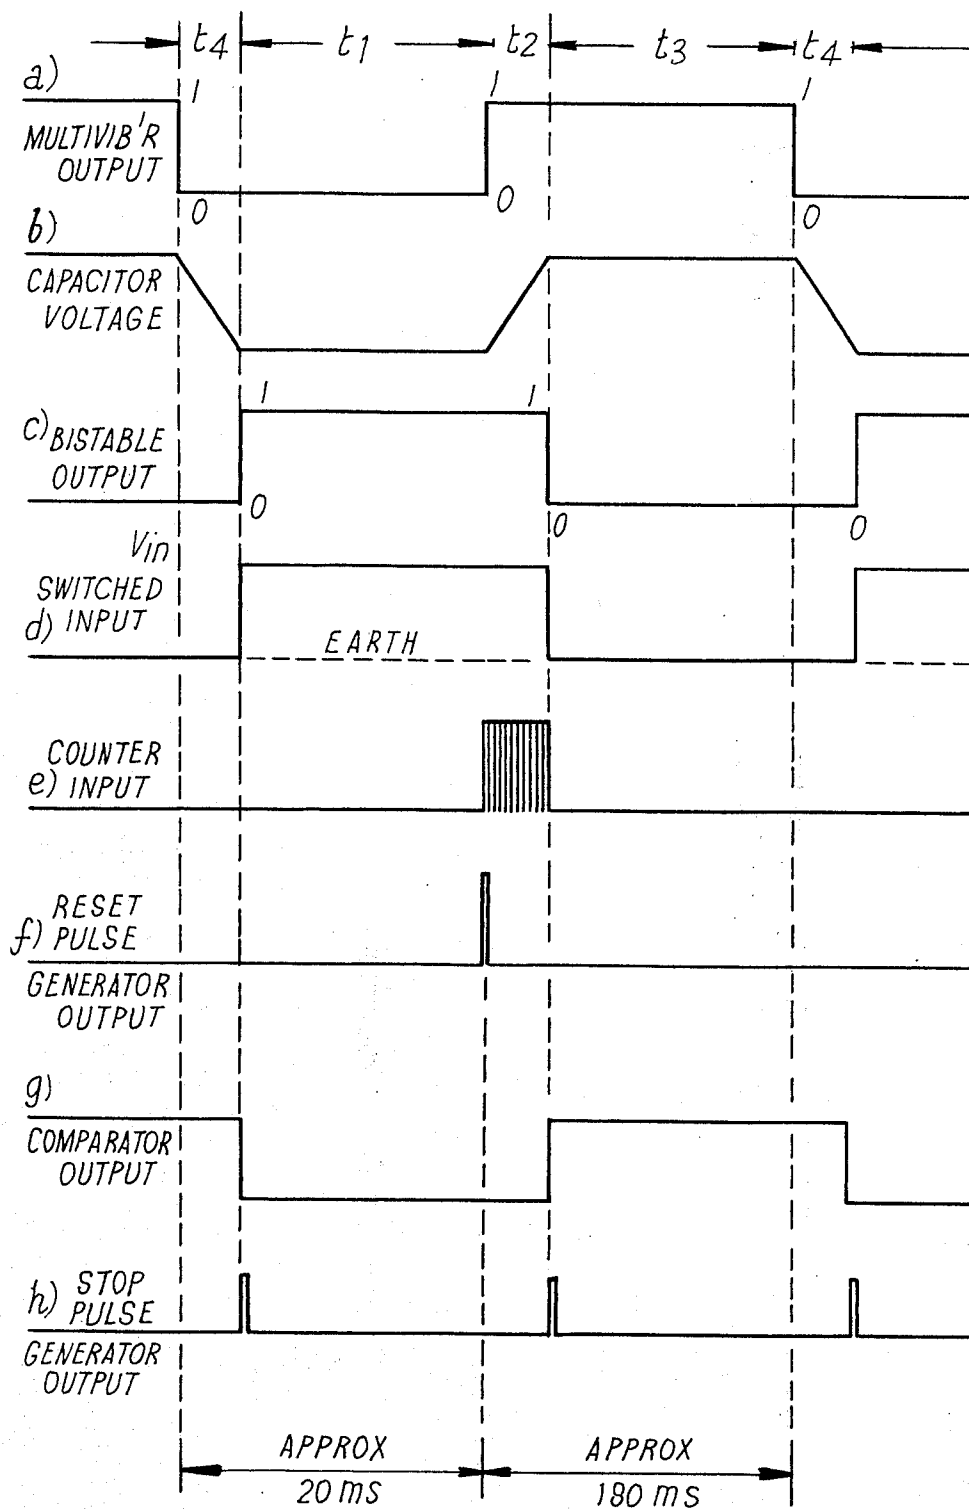 t4 t1 t2 t3 t4
a)
1 1 1
MULTIVIB'R
OUTPUT
0 0 0
b)
CAPACITOR
VOLTAGE
1 1
c) BISTABLE
OUTPUT
0 0 0
Vin
SWITCHED
d) INPUT
EARTH
COUNTER
e) INPUT
RESET
f) PULSE
GENERATOR
OUTPUT
g)
COMPARATOR
OUTPUT
STOP
h) PULSE
GENERATOR
OUTPUT
APPROX APPROX
20 ms 180 ms